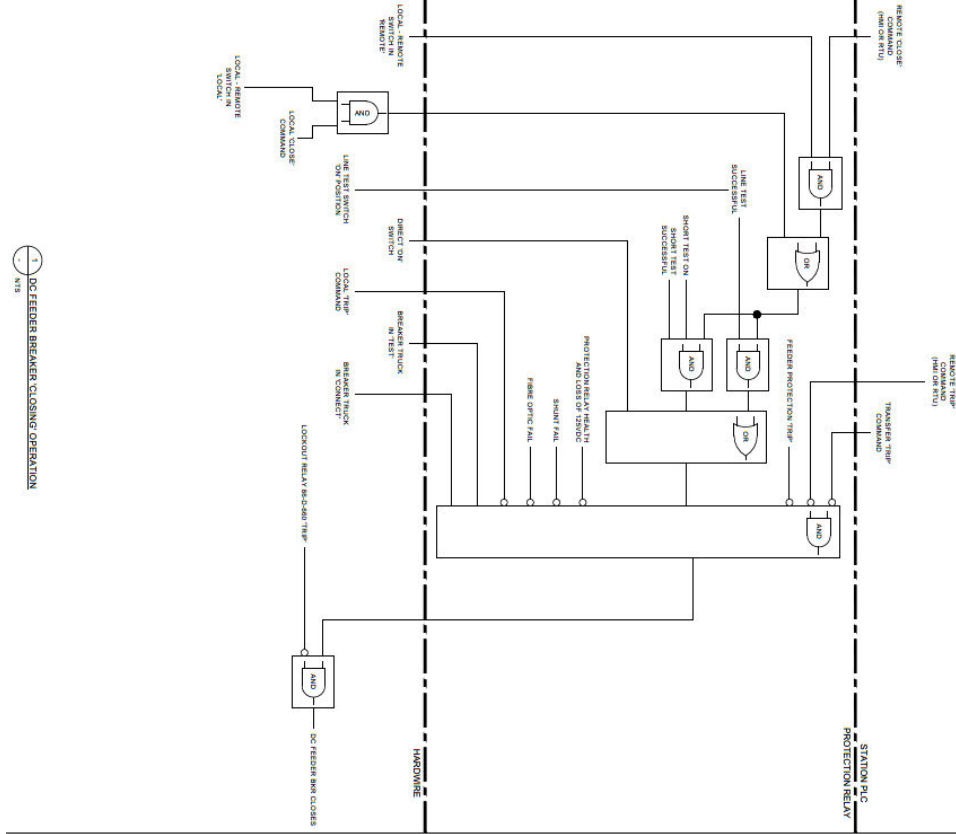 REMOTE 'CLOSE'
COMMAND
(HMI OR RTU)
REMOTE 'TRIP'
COMMAND
(HMI OR RTU)
TRANSFER 'TRIP'
COMMAND
STATION PLC
PROTECTION RELAY
AND
OR
LINE TEST
SUCCESSFUL
SHORT TEST ON
SHORT TEST
SUCCESSFUL
AND
AND
FEEDER PROTECTION 'TRIP'
OR
PROTECTION RELAY HEALTH
AND LOSS OF 125VDC
SHUNT FAIL
FIBRE OPTIC FAIL
AND
HARDWIRE
LOCAL - REMOTE
SWITCH IN
'REMOTE'
LOCAL - REMOTE
SWITCH IN
'LOCAL'
AND
LOCAL 'CLOSE'
COMMAND
LINE TEST SWITCH
'ON' POSITION
DIRECT 'ON'
SWITCH
LOCAL 'TRIP'
COMMAND
BREAKER TRUCK
IN 'TEST'
BREAKER TRUCK
IN 'CONNECT'
LOCKOUT RELAY 86-D-660 'TRIP'
AND
DC FEEDER BKR CLOSES
1
-
DC FEEDER BREAKER 'CLOSING' OPERATION
NTS